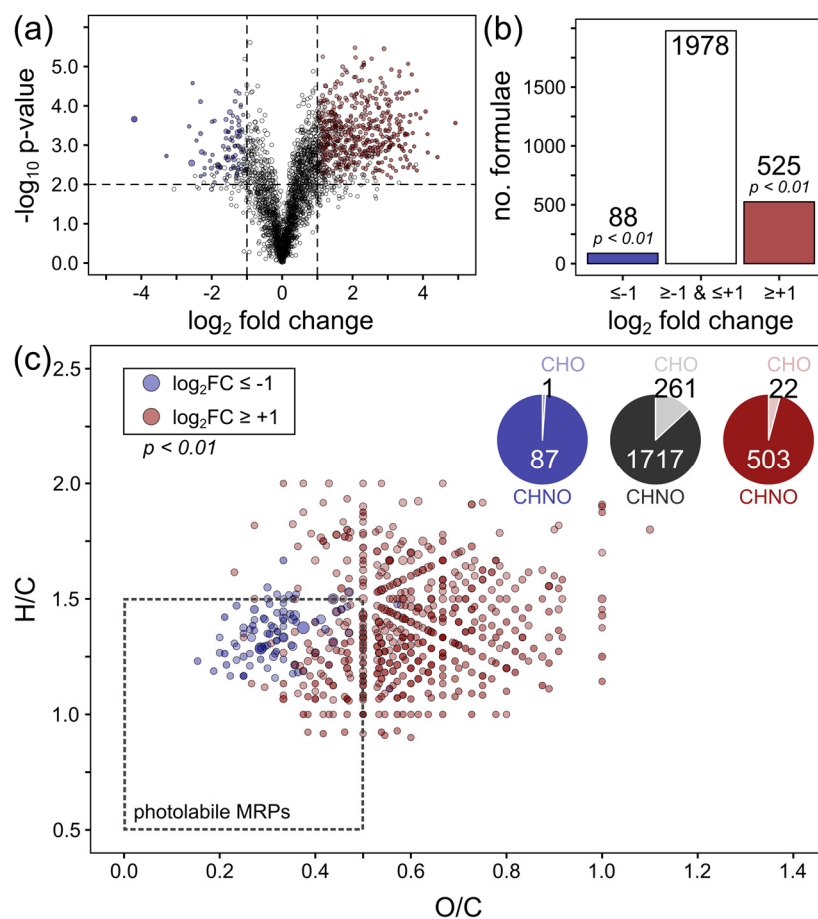 (a)
-log10 p-value
5.0
4.0
3.0
2.0
1.0
0.0
-4
-2
0
2
4
log2 fold change
(b)
no. formulae
1500
1000
500
0
88
p < 0.01
1978
525
p < 0.01
≤-1
≥-1 & ≤+1
≥+1
log2 fold change
(c)
H/C
2.5
2.0
1.5
1.0
0.5
log2FC ≤ -1
log2FC ≥ +1
p < 0.01
CHO
1
87
CHNO
CHO
261
1717
CHNO
CHO
22
503
CHNO
photolabile MRPs
0.0
0.2
0.4
0.6
0.8
1.0
1.2
1.4
O/C